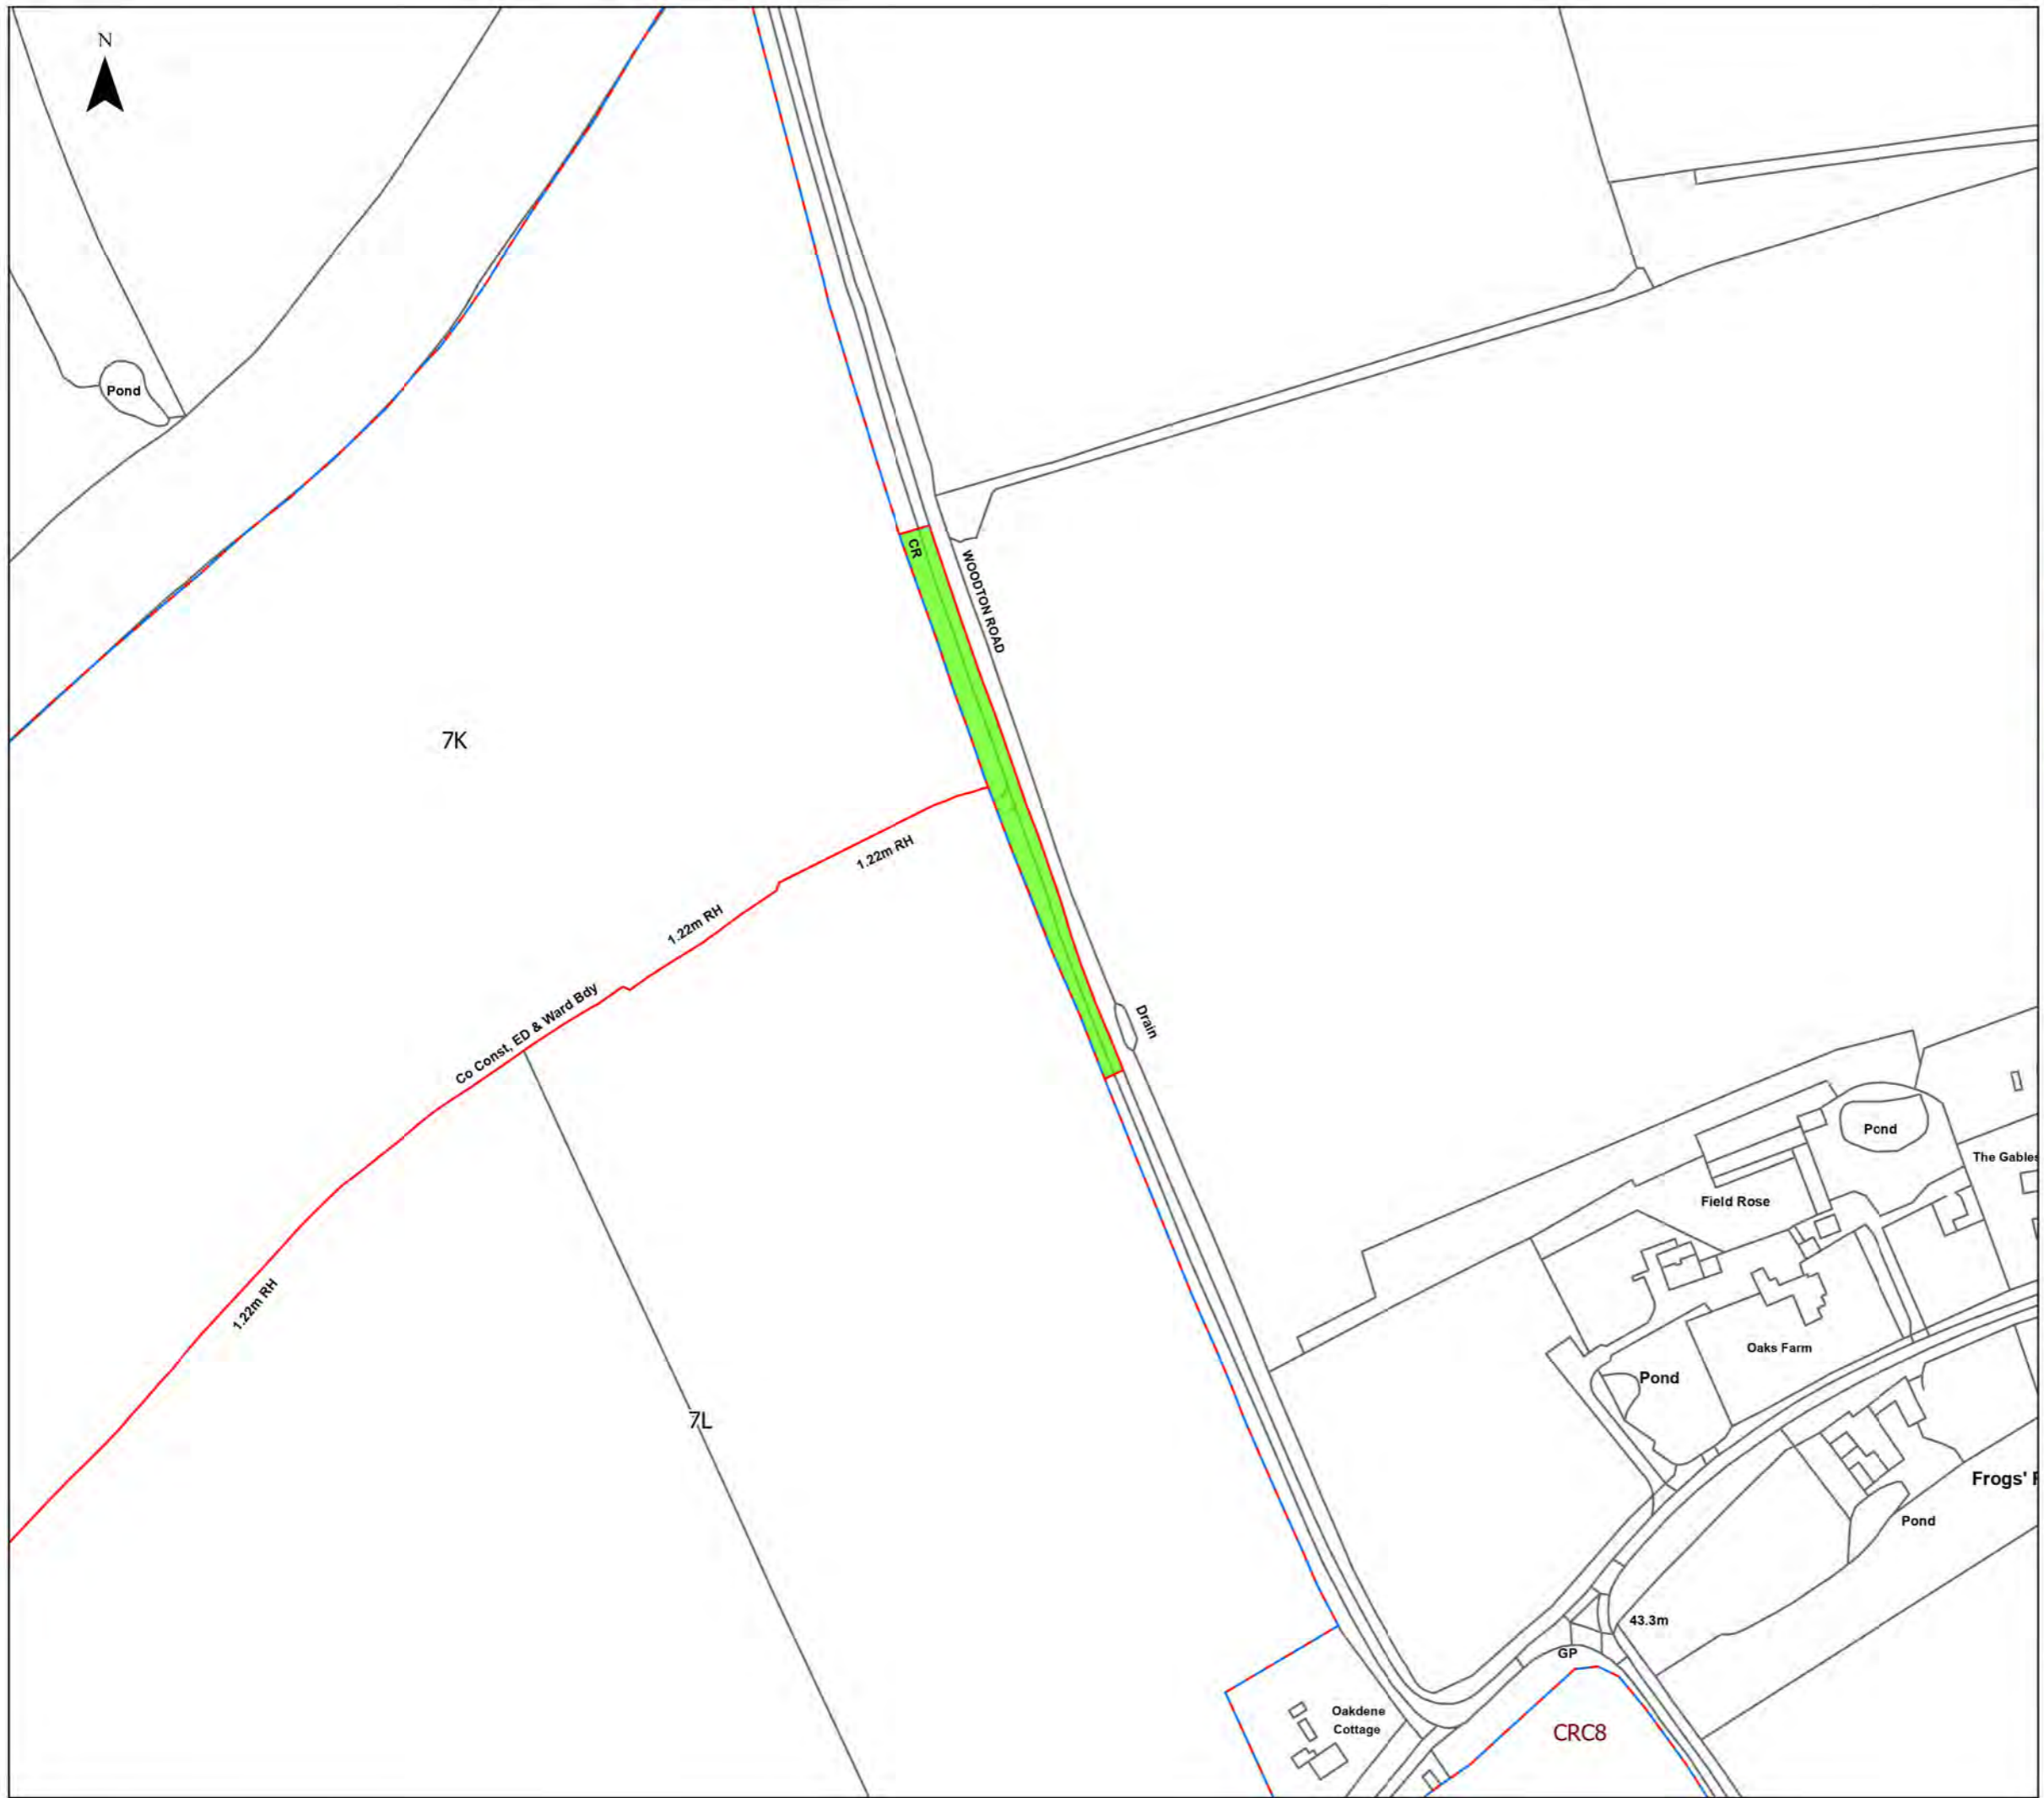 N
Pond
CR
WOODTON ROAD
7K
1.22m RH
1.22m RH
Co Const, ED & Ward Bdy
Drain
Pond
The Gables
Field Rose
1.22m RH
Oaks Farm
Pond
7L
Frogs'
Pond
43.3m
GP
Oakdene
Cottage
CRC8